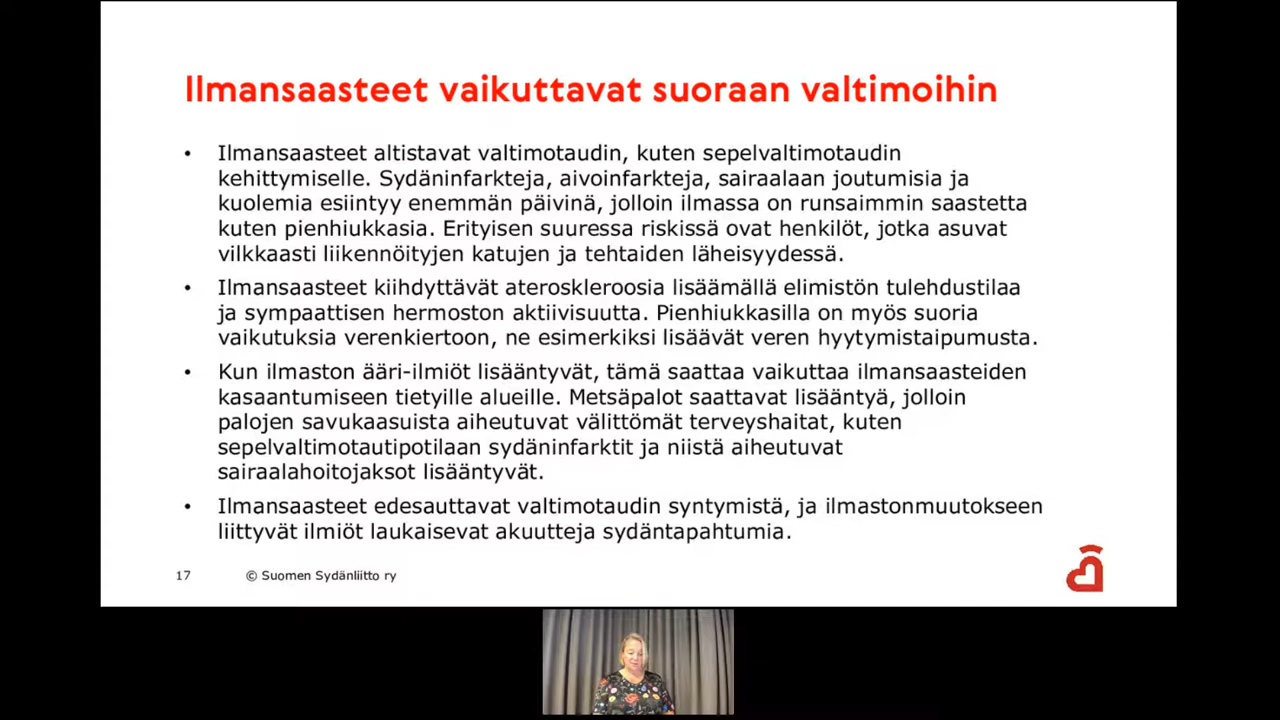 Ilmansaasteet vaikuttavat suoraan valtimoihin
• Ilmansaasteet altistavat valtimotaudin, kuten sepelvaltimotaudin
kehittymiselle. Sydäninfarkteja, aivoinfarkteja, sairaalaan joutumisia ja
kuolemia esiintyy enemmän päivinä, jolloin ilmassa on runsaimmin saastetta
kuten pienhiukkasia. Erityisen suuressa riskissä ovat henkilöt, jotka asuvat
vilkkaasti liikennöityjen katujen ja tehtaiden läheisyydessä.
• Ilmansaasteet kiihdyttävät ateroskleroosia lisäämällä elimistön tulehdustilaa
ja sympaattisen hermoston aktiivisuutta. Pienhiukkasilla on myös suoria
vaikutuksia verenkiertoon, ne esimerkiksi lisäävät veren hyytymistaipumusta.
• Kun ilmaston ääri-ilmiöt lisääntyvät, tämä saattaa vaikuttaa ilmansaasteiden
kasaantumiseen tietyille alueille. Metsäpalot saattavat lisääntyä, jolloin
palojen savukaasuista aiheutuvat välittömät terveyshaitat, kuten
sepelvaltimotautipotilaan sydäninfarktit ja niistä aiheutuvat
sairaalahoitojaksot lisääntyvät.
• Ilmansaasteet edesauttavat valtimotaudin syntymistä, ja ilmastonmuutokseen
liittyvät ilmiöt laukaisevat akuutteja sydäntapahtumia.
17 © Suomen Sydänliitto ry